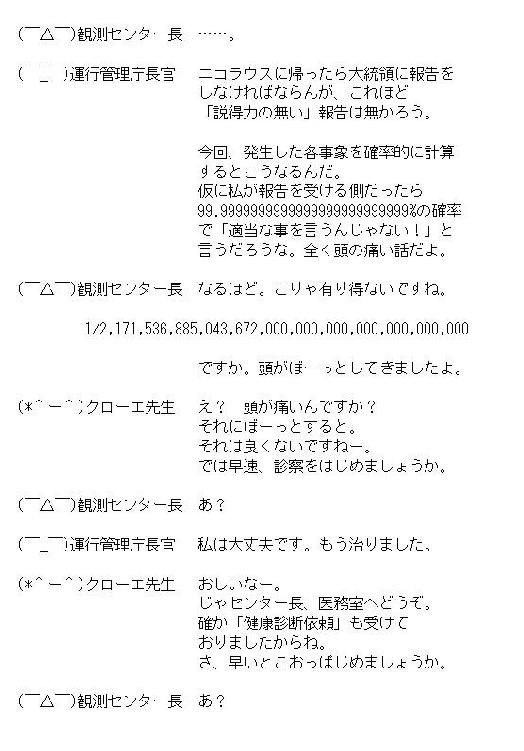 (￣△￣)観測センター長　……。
(￣_￣)運行管理庁長官　ニコラウスに帰ったら大統領に報告を
しなければならんが、これほど
「説得力の無い」報告は無かろう。
今回、発生した各事象を確率的に計算
するとこうなるんだ。
仮に私が報告を受ける側だったら
99.9999999999999999999999999%の確率
で「適当な事を言うんじゃない！」と
言うだろうな。全く頭の痛い話だよ。
(￣△￣)観測センター長　なるほど。こりゃ有り得ないですね。
1/2,171,536,885,043,672,000,000,000,000,000,000,000
ですか。頭がぼーっとしてきましたよ。
(*＾ー＾)クローエ先生　え？　頭が痛いんですか？
それにぼーっとすると。
それは良くないですねー。
では早速、診察をはじめましょうか。
(￣△￣)観測センター長　あ？
(￣_￣)運行管理庁長官　私は大丈夫です。もう治りました、
(*＾ー＾)クローエ先生　おしいなー。
じゃセンター長、医務室へどうぞ。
確か「健康診断依頼」も受けて
おりましたからね。
さ、早いとこおっぱじめましょうか。
(￣△￣)観測センター長　あ？